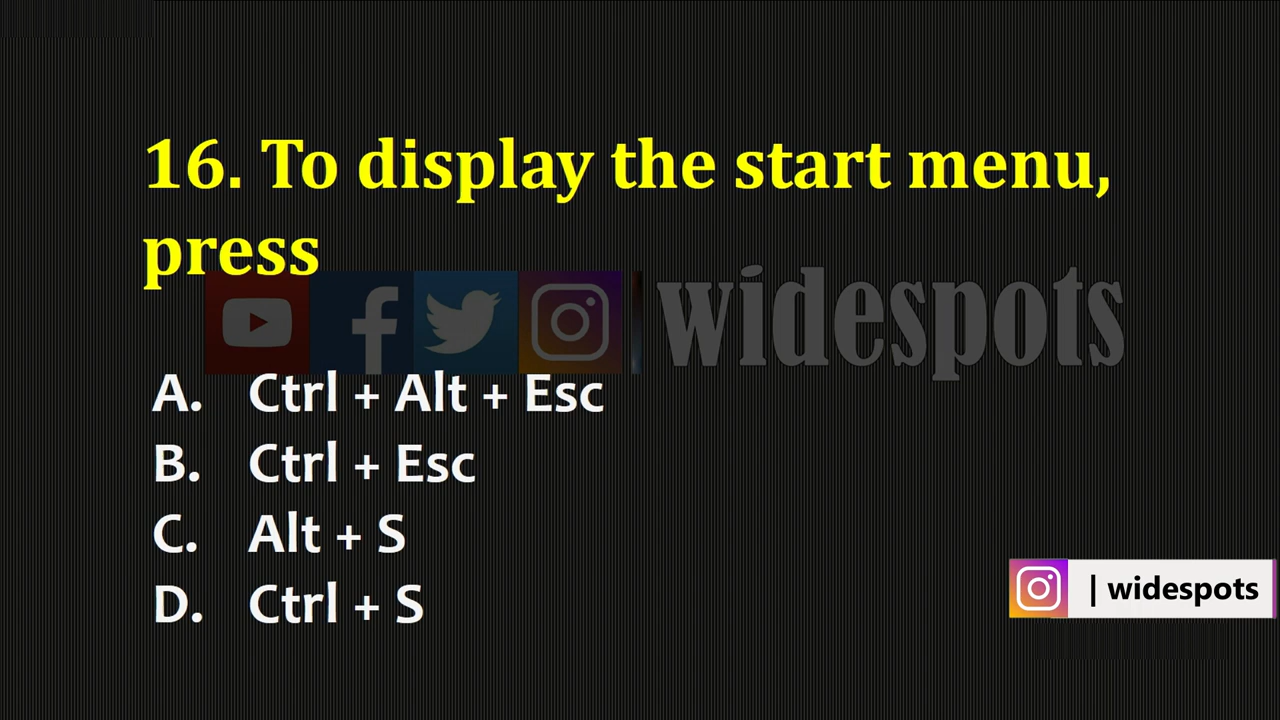 16. To display the start menu,
press
widespots
A. Ctrl + Alt + Esc
B. Ctrl + Esc
C. Alt + S
D. Ctrl + S
| widespots